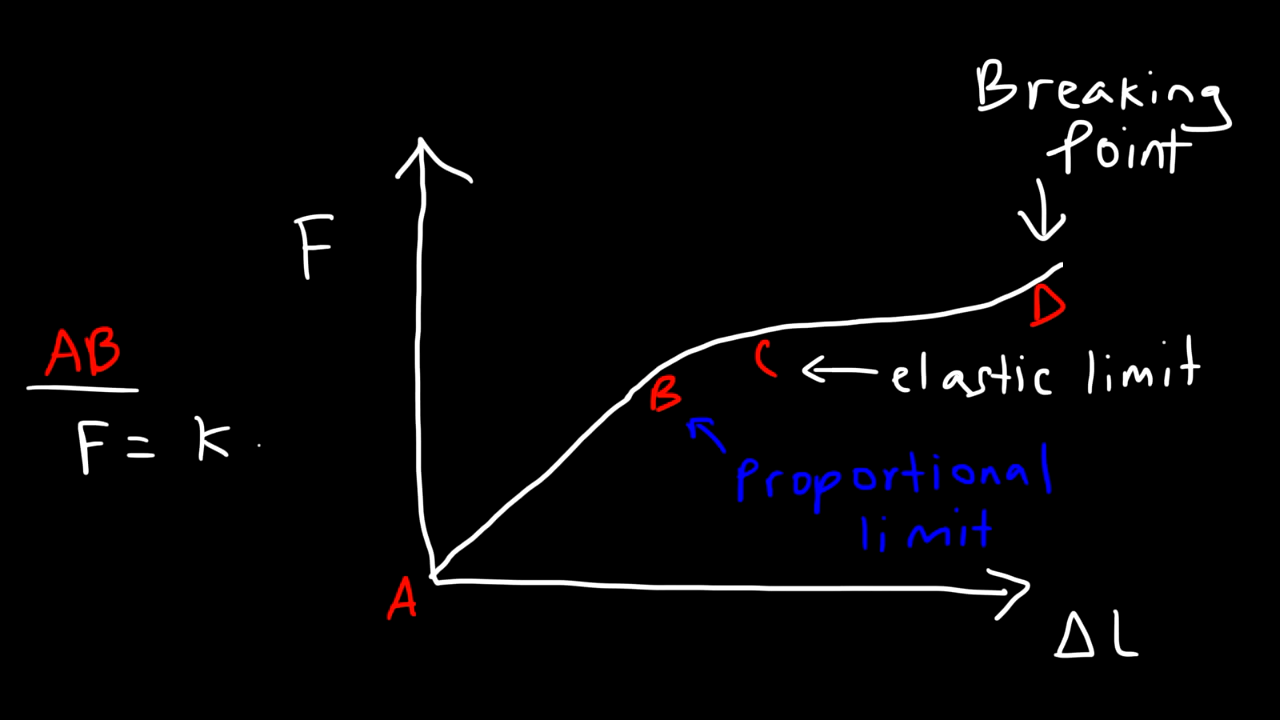 Breaking
Point
F
AB
F = K .
A
B
C
D
← elastic limit
Proportional
limit
ΔL